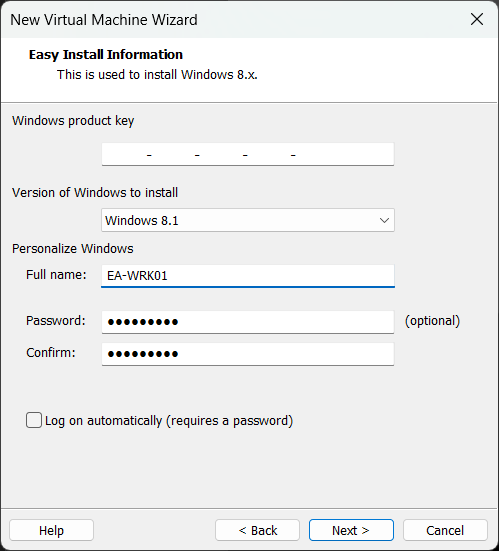 New Virtual Machine Wizard
Easy Install Information
This is used to install Windows 8.x.
Windows product key
- - - -
Version of Windows to install
Windows 8.1
Personalize Windows
Full name: EA-WRK01
Password: ●●●●●●●●● (optional)
Confirm: ●●●●●●●●●
Log on automatically (requires a password)
Help < Back Next > Cancel